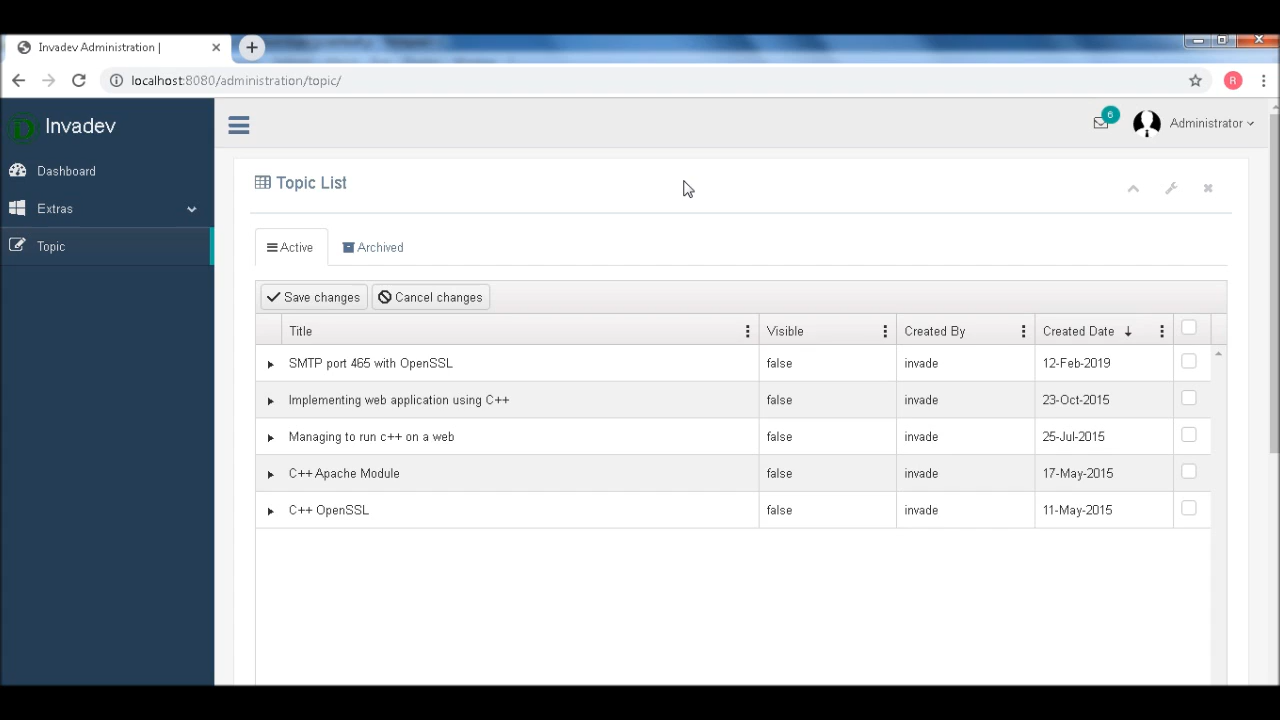 Invadev Administration |
localhost:8080/administration/topic/
R
Invadev
6
Administrator
Dashboard
Extras
Topic
Topic List
Active
Archived
Save changes
Cancel changes
Title Visible Created By Created Date
SMTP port 465 with OpenSSL false invade 12-Feb-2019
Implementing web application using C++ false invade 23-Oct-2015
Managing to run c++ on a web false invade 25-Jul-2015
C++ Apache Module false invade 17-May-2015
C++ OpenSSL false invade 11-May-2015